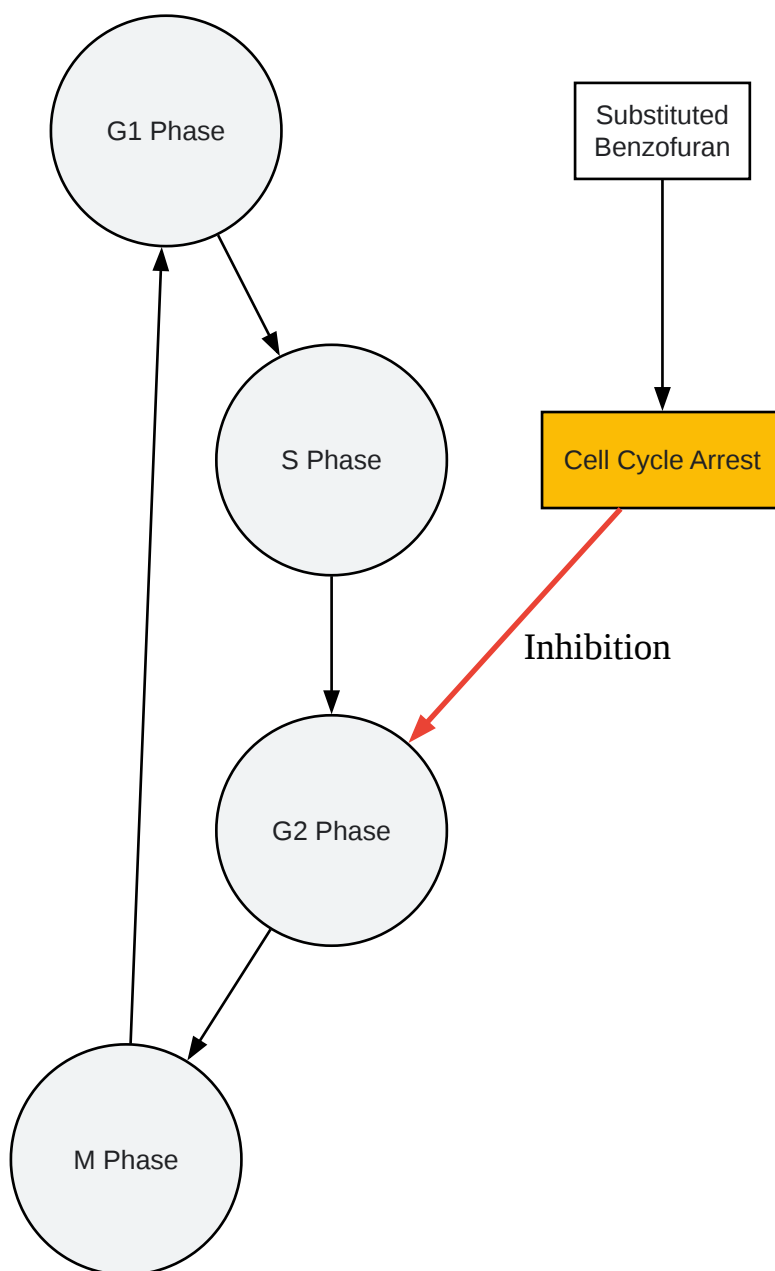 G1 Phase
Substituted
Benzofuran
S Phase
Cell Cycle Arrest
Inhibition
G2 Phase
M Phase